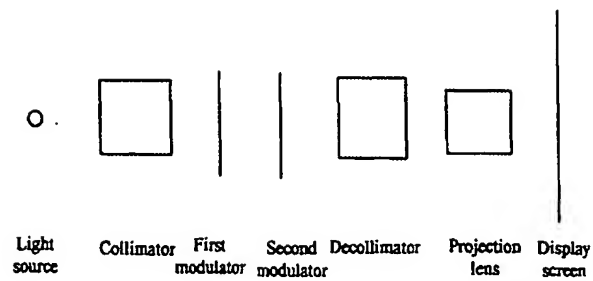 Light source
Collimator
First modulator
Second modulator
Decollimator
Projection lens
Display screen